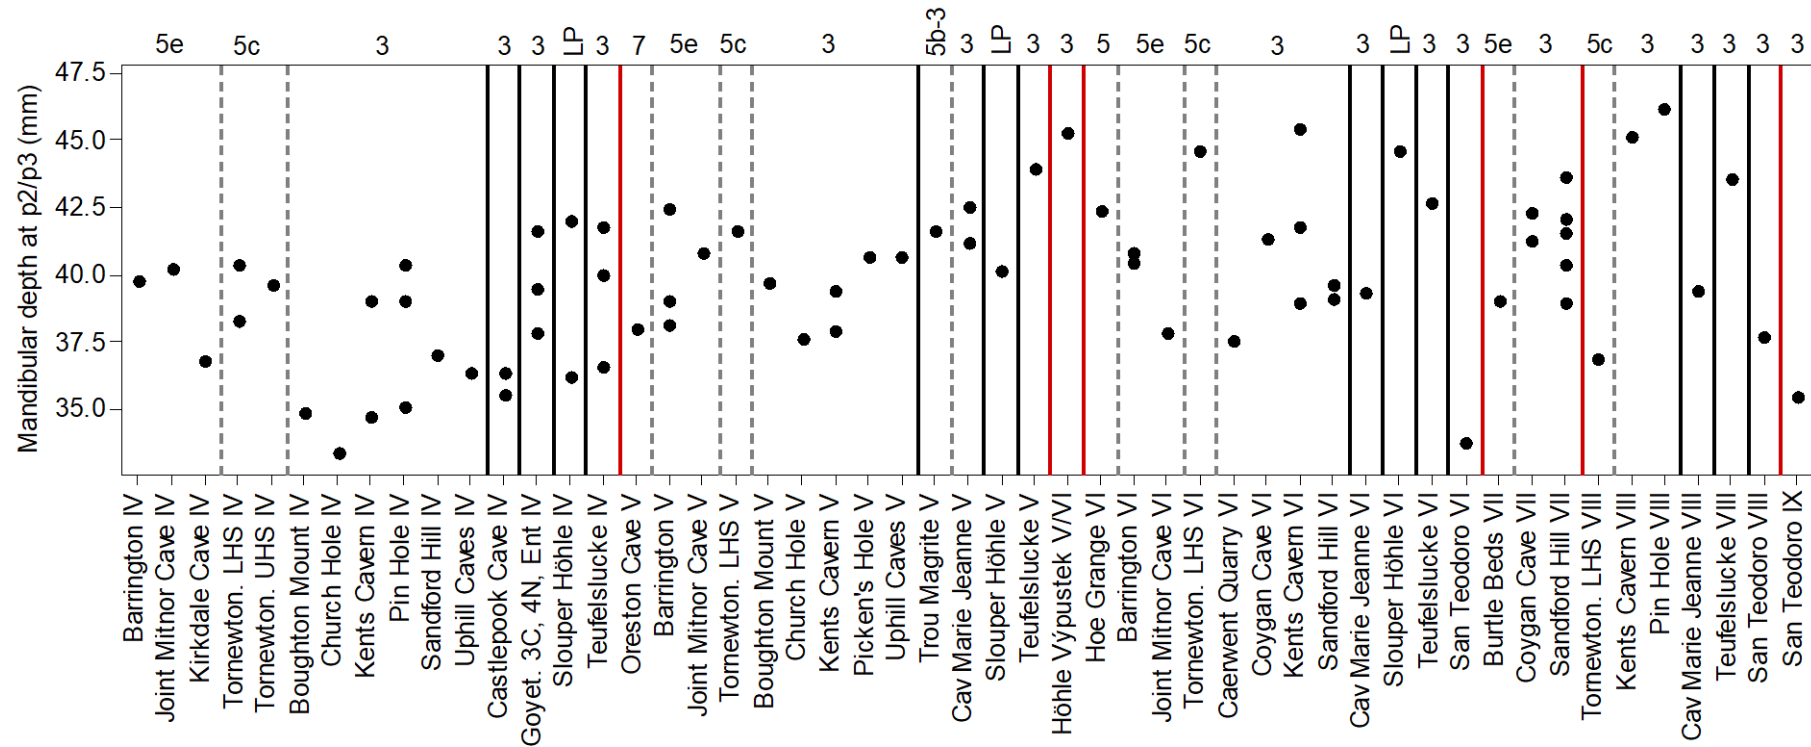 5e 5c 3 3 3 LP 3 7 5e 5c 3 5b-3 3 LP 3 3 5 5e 5c 3 3 LP 3 3 5e 3 5c 3 3 3 3 3
Mandibular depth at p2/p3 (mm)
47.5
45.0
42.5
40.0
37.5
35.0
Barrington IV
Joint Mitnor Cave IV
Kirkdale Cave IV
Tornewton. LHS IV
Tornewton. UHS IV
Boughton Mount IV
Church Hole IV
Kents Cavern IV
Pin Hole IV
Sandford Hill IV
Uphill Caves IV
Castlepook Cave IV
Goyet. 3C, 4N, Ent IV
Slouper Höhle IV
Teufelslucke IV
Oreston Cave V
Barrington V
Joint Mitnor Cave V
Tornewton. LHS V
Boughton Mount V
Church Hole V
Kents Cavern V
Picken's Hole V
Uphill Caves V
Trou Magrite V
Cav Marie Jeanne V
Slouper Höhle V
Teufelslucke V
Höhle Výpustek V/VI
Hoe Grange VI
Barrington VI
Joint Mitnor Cave VI
Tornewton. LHS VI
Caerwent Quarry VI
Coygan Cave VI
Kents Cavern VI
Sandford Hill VI
Cav Marie Jeanne VI
Slouper Höhle VI
Teufelslucke VI
San Teodoro VI
Burtle Beds VII
Coygan Cave VII
Sandford Hill VII
Tornewton. LHS VIII
Kents Cavern VIII
Pin Hole VIII
Cav Marie Jeanne VIII
Teufelslucke VIII
San Teodoro VIII
San Teodoro IX